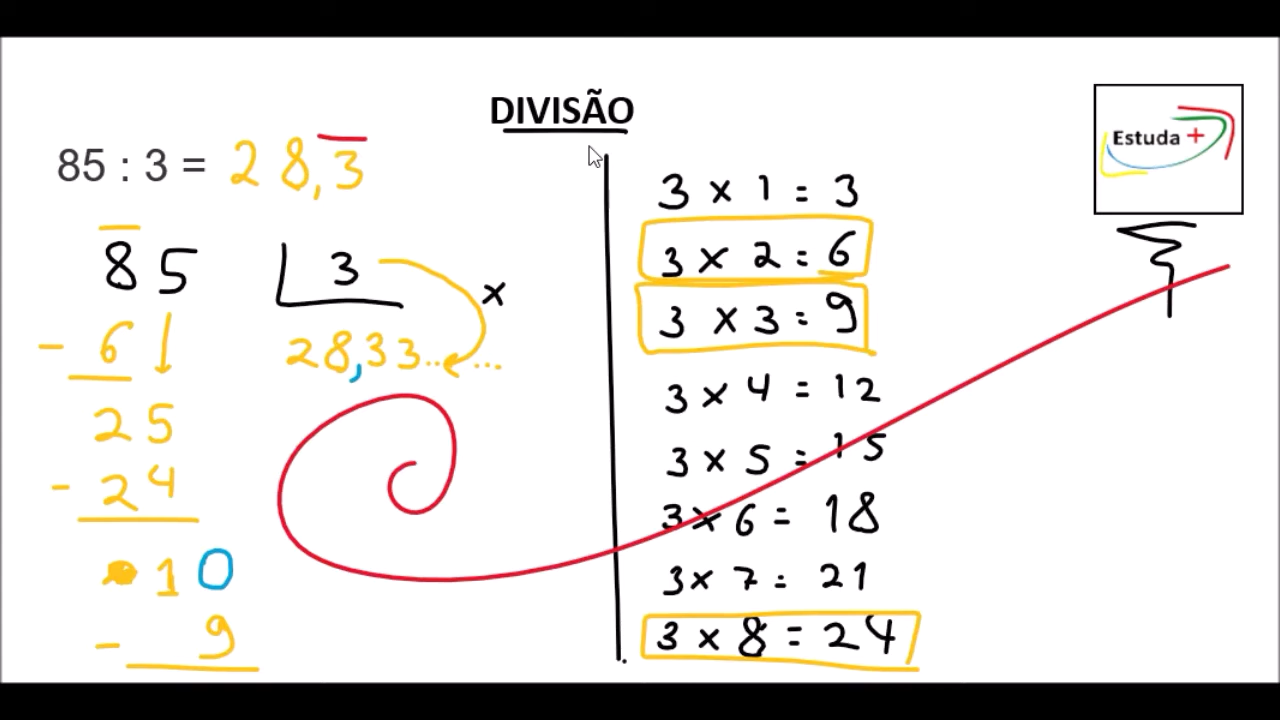 DIVISÃO
Estuda +
85 : 3 = 28,3
85 3
- 6
28,33... ...
x
25
- 24
10
- 9
3 x 1 = 3
3 x 2 = 6
3 x 3 = 9
3 x 4 = 12
3 x 5 = 15
3 x 6 = 18
3 x 7 = 21
3 x 8 = 24